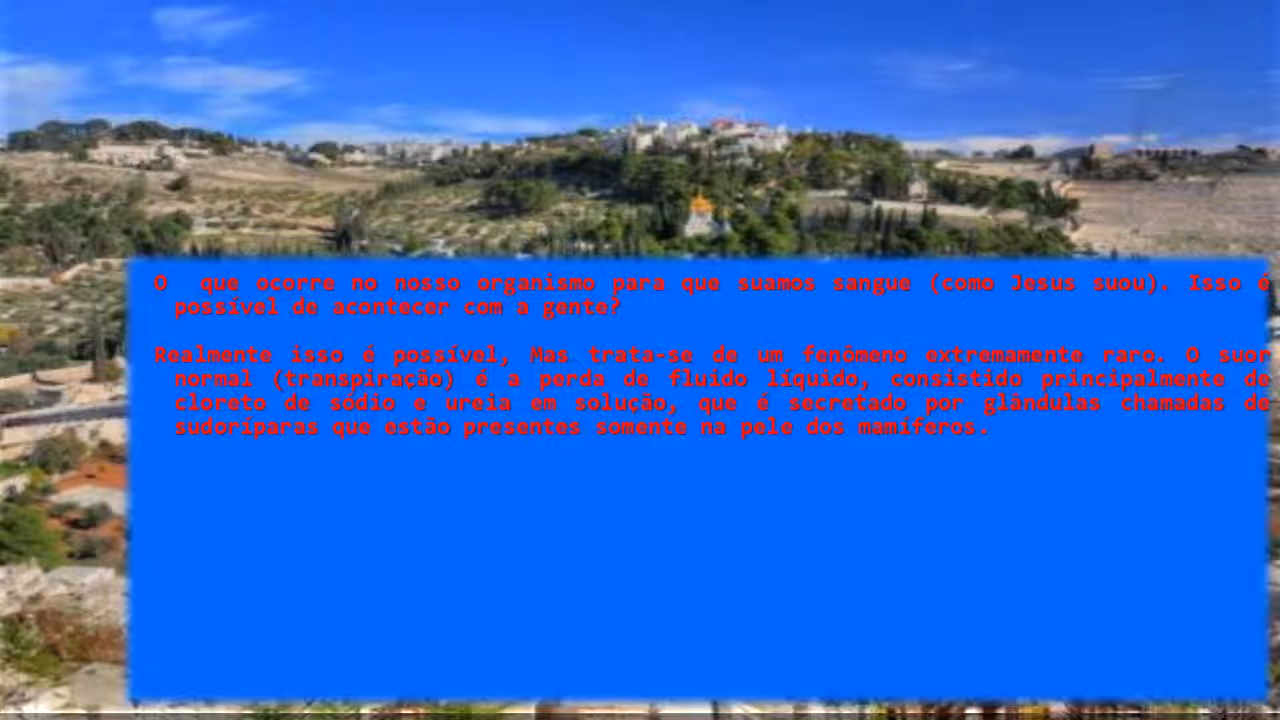 O que ocorre no nosso organismo para que suamos sangue (como Jesus suou). Isso é
possível de acontecer com a gente?
Realmente isso é possível, Mas trata-se de um fenômeno extremamente raro. O suor
normal (transpiração) é a perda de fluido líquido, consistido principalmente de
cloreto de sódio e ureia em solução, que é secretado por glândulas chamadas de
sudoríparas que estão presentes somente na pele dos mamíferos.